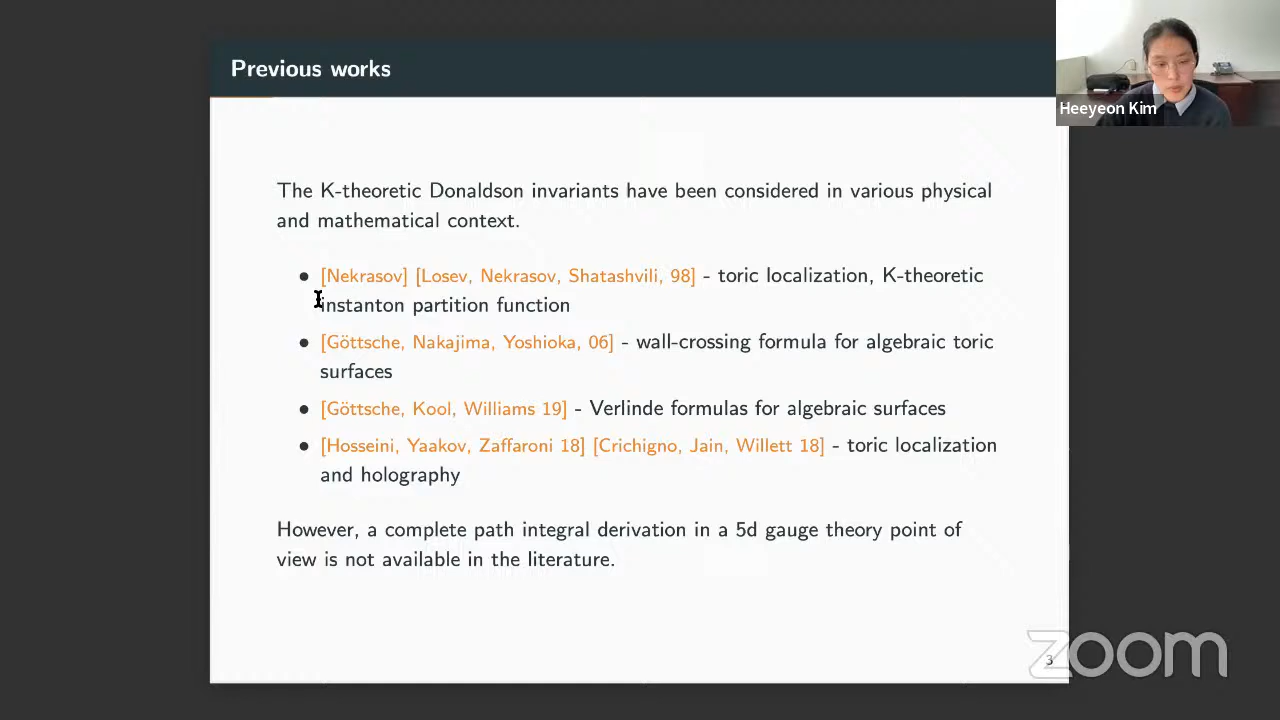 Previous works
Heeyeon Kim
The K-theoretic Donaldson invariants have been considered in various physical
and mathematical context.
• [Nekrasov] [Losev, Nekrasov, Shatashvili, 98] - toric localization, K-theoretic
instanton partition function
• [Göttsche, Nakajima, Yoshioka, 06] - wall-crossing formula for algebraic toric
surfaces
• [Göttsche, Kool, Williams 19] - Verlinde formulas for algebraic surfaces
• [Hosseini, Yaakov, Zaffaroni 18] [Crichigno, Jain, Willett 18] - toric localization
and holography
However, a complete path integral derivation in a 5d gauge theory point of
view is not available in the literature.
3
zoom